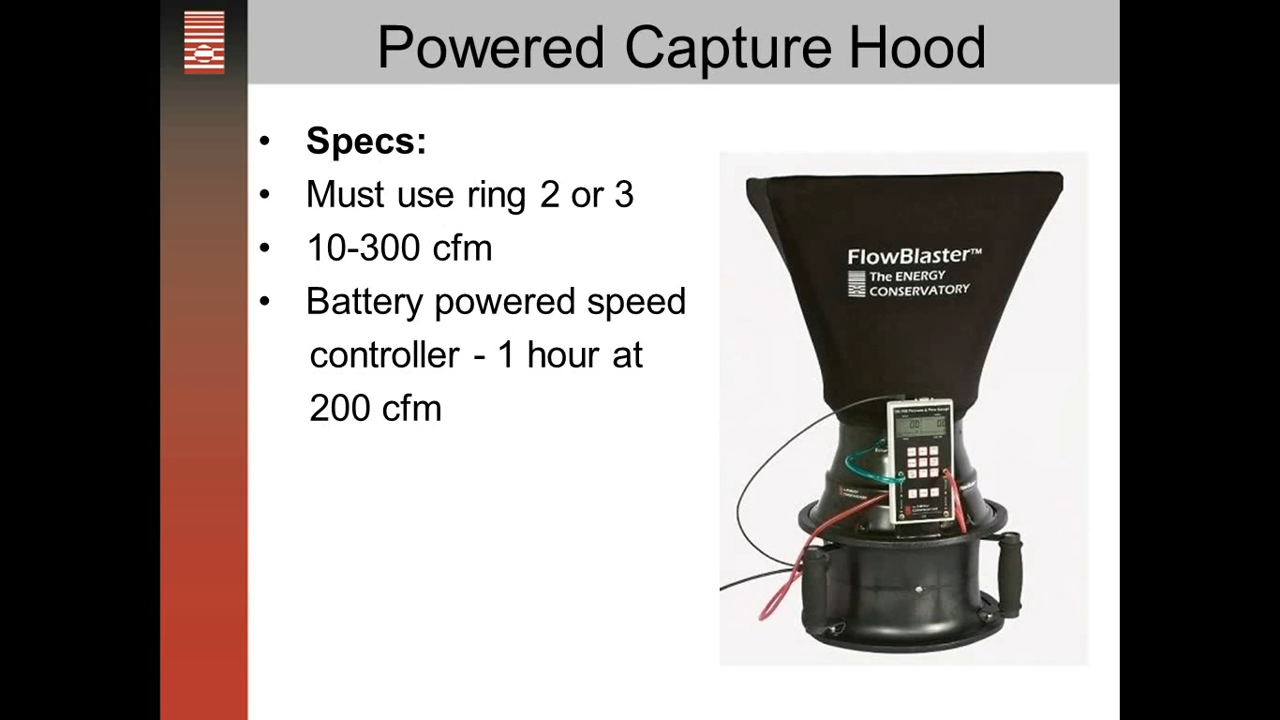 Powered Capture Hood
• Specs:
• Must use ring 2 or 3
• 10-300 cfm
• Battery powered speed
controller - 1 hour at
200 cfm
FlowBlaster™
The ENERGY
CONSERVATORY